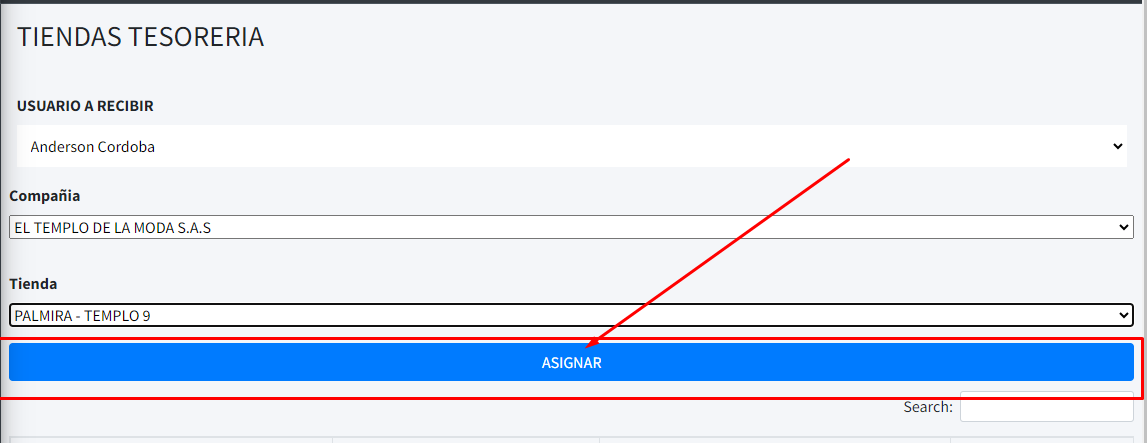 TIENDAS TESORERIA
USUARIO A RECIBIR
Anderson Cordoba
Compañia
EL TEMPLO DE LA MODA S.A.S
Tienda
PALMIRA - TEMPLO 9
ASIGNAR
Search: